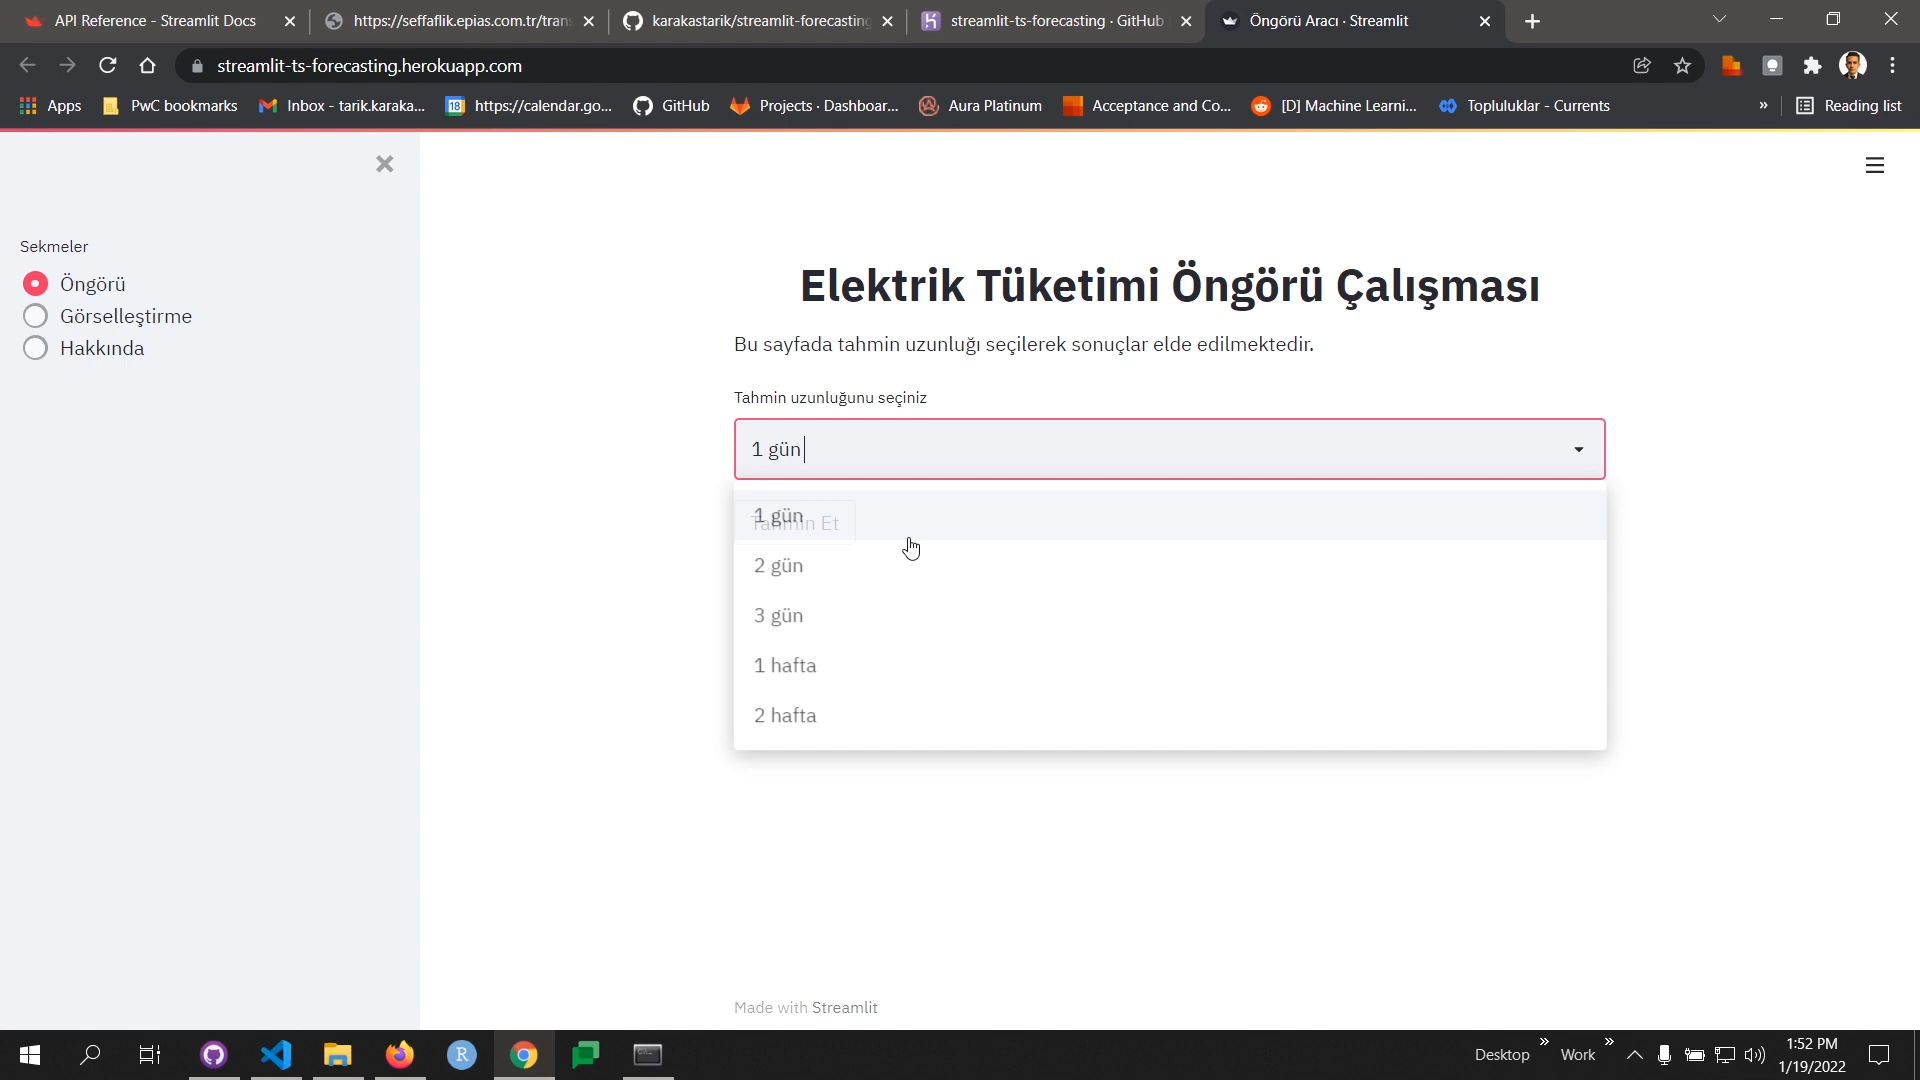 API Reference - Streamlit Docs
https://seffaflik.epias.com.tr/tran
karakastarik/streamlit-forecasting
streamlit-ts-forecasting · GitHub
Öngörü Aracı · Streamlit
streamlit-ts-forecasting.herokuapp.com
Apps
PwC bookmarks
Inbox - tarik.karaka...
18
https://calendar.go...
GitHub
Projects · Dashboar...
Aura Platinum
Acceptance and Co...
[D] Machine Learni...
Topluluklar - Currents
»
Reading list
Sekmeler
Öngörü
Görselleştirme
Hakkında
Elektrik Tüketimi Öngörü Çalışması
Bu sayfada tahmin uzunluğı seçilerek sonuçlar elde edilmektedir.
Tahmin uzunluğunu seçiniz
1 gün
1 gün
Tahmin Et
2 gün
3 gün
1 hafta
2 hafta
Made with Streamlit
R
Desktop
»
Work
»
1:52 PM
1/19/2022